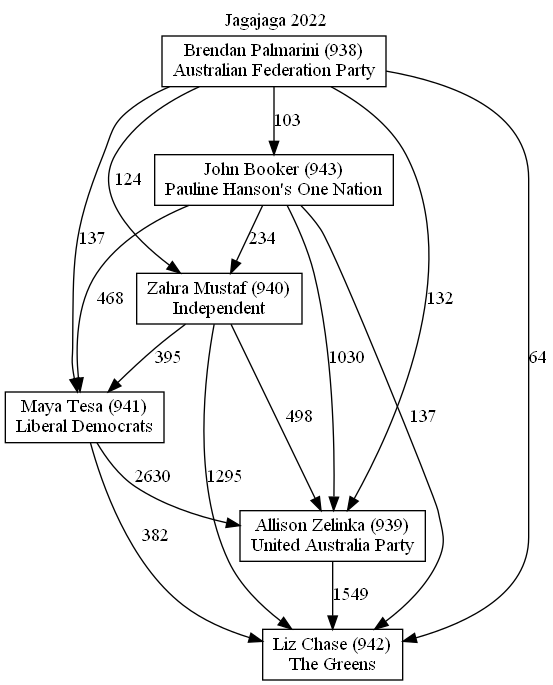 Jagajaga 2022
Brendan Palmarini (938)
Australian Federation Party
103
John Booker (943)
Pauline Hanson's One Nation
124
137
234
468
Zahra Mustaf (940)
Independent
132
64
395
1030
Maya Tesa (941)
Liberal Democrats
498
137
2630
1295
382
Allison Zelinka (939)
United Australia Party
1549
Liz Chase (942)
The Greens